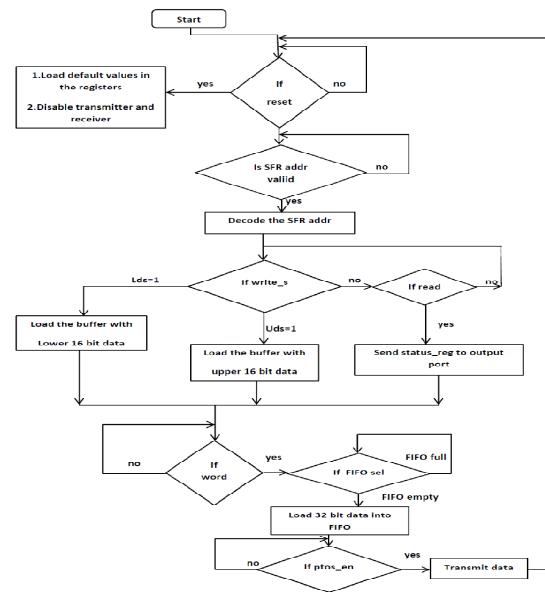 Start
1.Load default values in
the registers
2.Disable transmitter and
receiver
yes
If
reset
no
Is SFR addr
valiid
no
yes
Decode the SFR addr
Lds=1
If write_s
no
If read
no
Uds=1
yes
Load the buffer with
Lower 16 bit data
Load the buffer with
upper 16 bit data
Send status_reg to output
port
no
If
word
yes
If FIFO sel
FIFO full
FIFO empty
Load 32 bit data into
FIFO
no
If ptns_en
yes
Transmit data